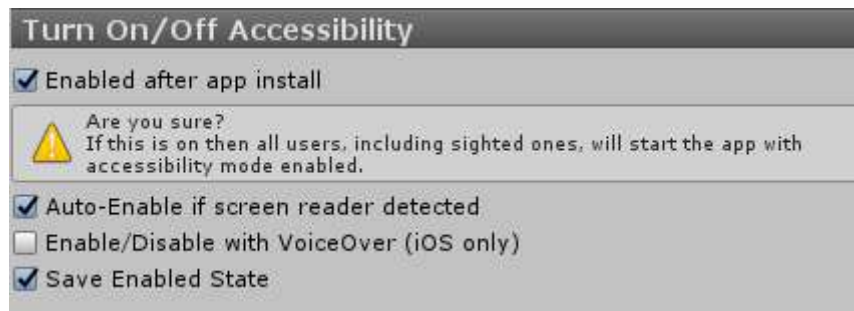 Turn On/Off Accessibility
Enabled after app install
Are you sure?
If this is on then all users, including sighted ones, will start the app with
accessibility mode enabled.
Auto-Enable if screen reader detected
Enable/Disable with VoiceOver (iOS only)
Save Enabled State